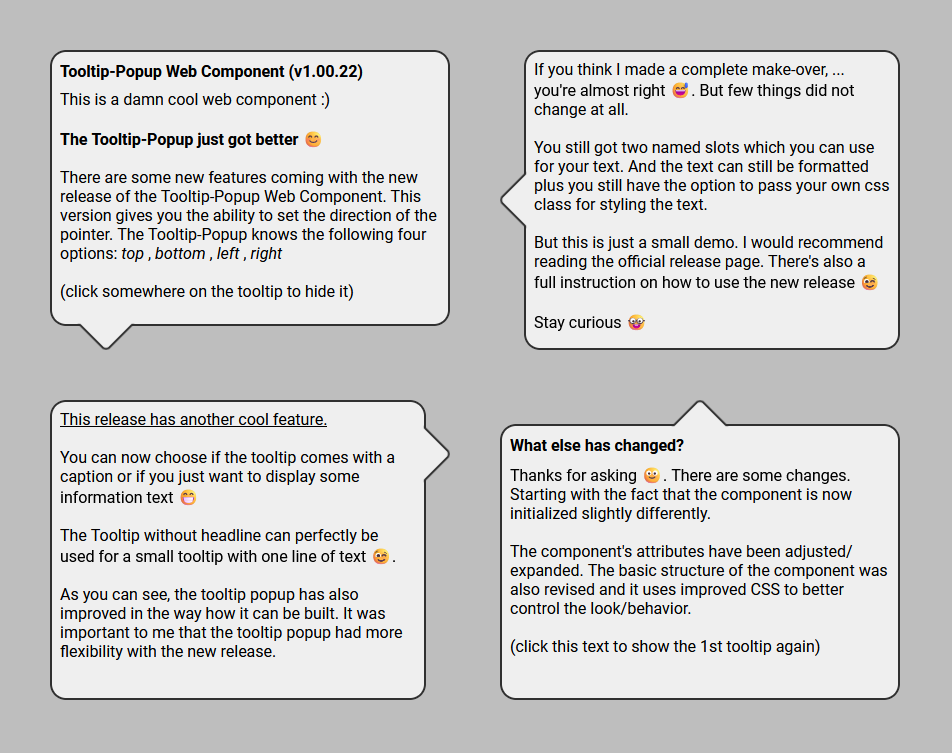 Tooltip-Popup Web Component (v1.00.22)
This is a damn cool web component :)
The Tooltip-Popup just got better 😊
There are some new features coming with the new
release of the Tooltip-Popup Web Component. This
version gives you the ability to set the direction of the
pointer. The Tooltip-Popup knows the following four
options: top , bottom , left , right
(click somewhere on the tooltip to hide it)
If you think I made a complete make-over, ...
you're almost right 😅. But few things did not
change at all.
You still got two named slots which you can use
for your text. And the text can still be formatted
plus you still have the option to pass your own css
class for styling the text.
But this is just a small demo. I would recommend
reading the official release page. There's also a
full instruction on how to use the new release 😉
Stay curious 🤓
This release has another cool feature.
You can now choose if the tooltip comes with a
caption or if you just want to display some
information text 😁
The Tooltip without headline can perfectly be
used for a small tooltip with one line of text 😉.
As you can see, the tooltip popup has also
improved in the way how it can be built. It was
important to me that the tooltip popup had more
flexibility with the new release.
What else has changed?
Thanks for asking 🙂. There are some changes.
Starting with the fact that the component is now
initialized slightly differently.
The component's attributes have been adjusted/
expanded. The basic structure of the component was
also revised and it uses improved CSS to better
control the look/behavior.
(click this text to show the 1st tooltip again)